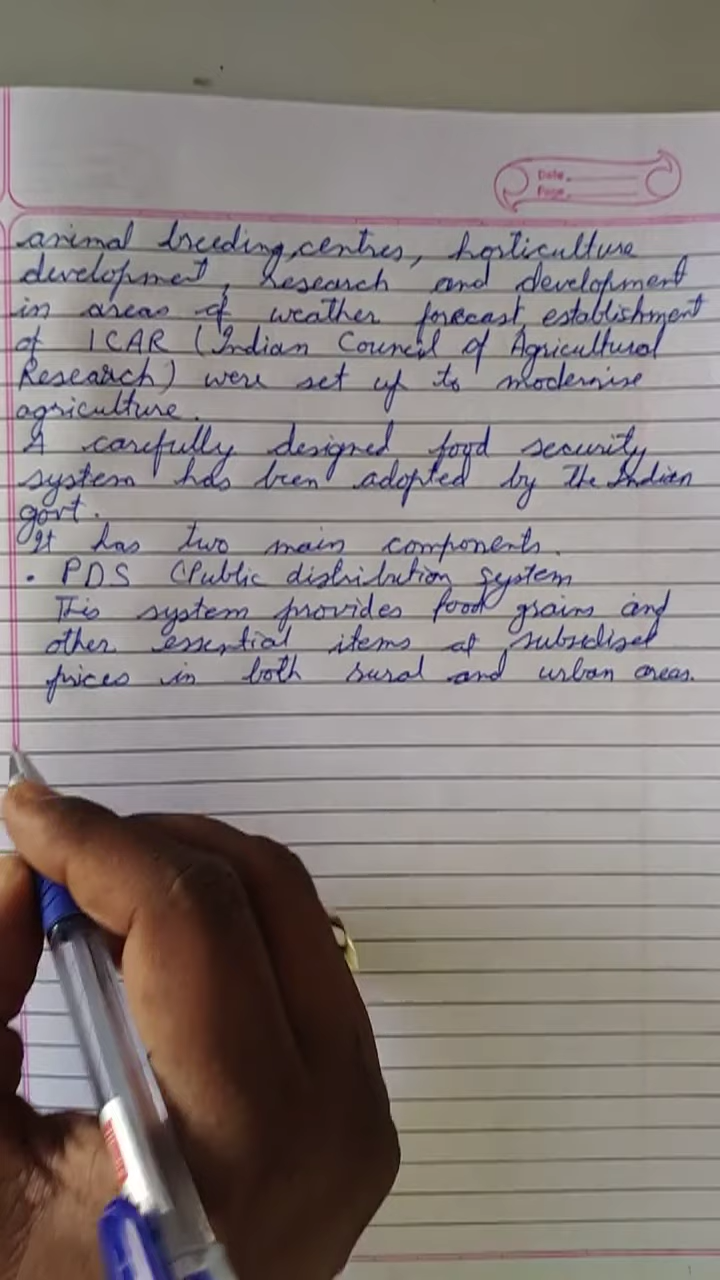 Date
Page
animal breeding, centres, horticulture
development, Research and development
in areas of weather forecast, establishment
of ICAR (Indian Council of Agricultural
Research) were set up to modernise
agriculture.
A carefully designed food security
system has been adopted by the Indian
govt.
It has two main components.
• PDS (Public distribution system
This system provides food grains and
other essential items at subsedised
prices in both rural and urban areas.